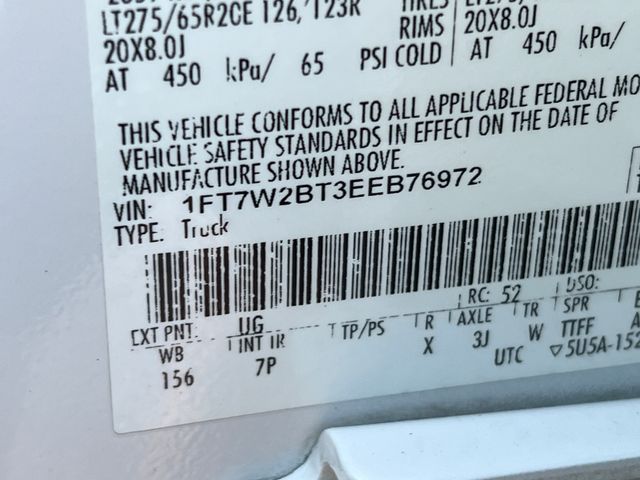 LT275/65R2CE 126, 123R
20X8.0J RIMS 20X8.0J
AT 450 kPa/ 65 PSI COLD AT 450 kPa/
THIS VEHICLE CONFORMS TO ALL APPLICABLE FEDERAL MO
VEHICLE SAFETY STANDARDS IN EFFECT ON THE DATE OF
MANUFACTURE SHOWN ABOVE.
VIN: 1FT7W2BT3EEB76972
TYPE: Truck
RC: 52 DSO:
EXT PNT: UG
WB INT TR TP/PS R AXLE TR SPR
156 7P X 3J W TTFF
UTC ▽5U5A-152